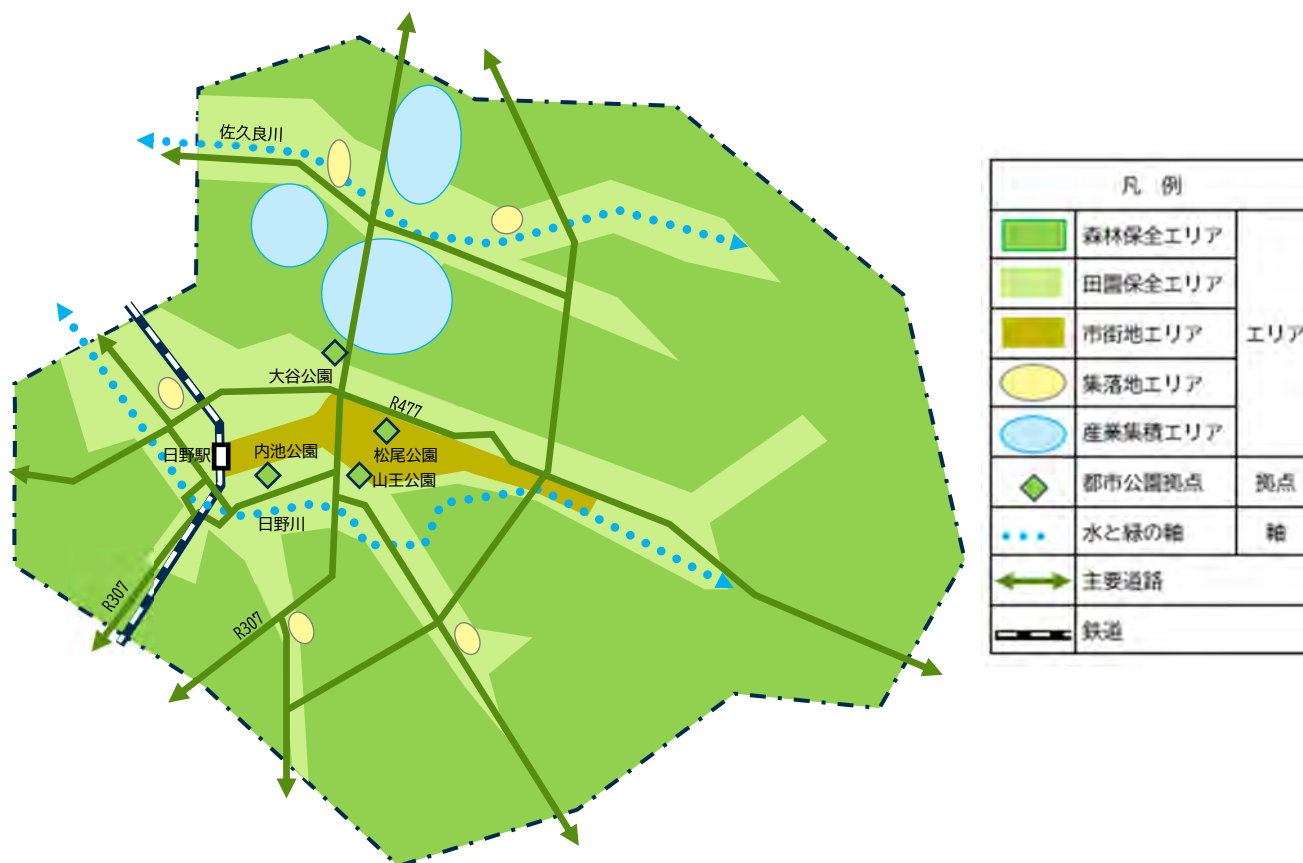 佐久良川
大谷公園
R477
日野駅
内池公園
松尾公園
山王公園
日野川
R307
R307
凡 例
森林保全エリア
田園保全エリア
市街地エリア
エリア
集落地エリア
産業集積エリア
都市公園拠点
拠点
水と緑の軸
軸
主要道路
鉄道